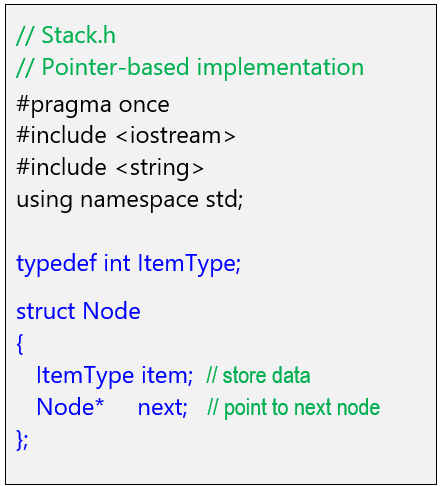 // Stack.h
// Pointer-based implementation
#pragma once
#include <iostream>
#include <string>
using namespace std;
typedef int ItemType;
struct Node
{
ItemType item; // store data
Node* next; // point to next node
};